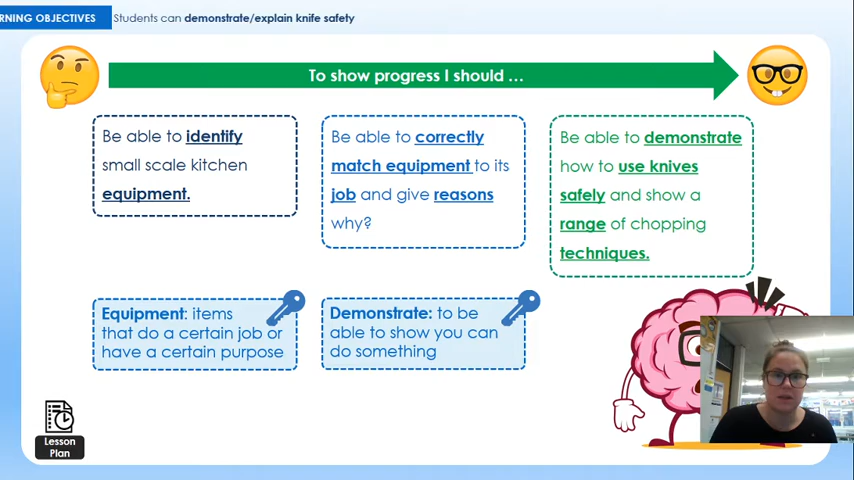 RNING OBJECTIVES
Students can demonstrate/explain knife safety
To show progress I should ...
Be able to identify
small scale kitchen
equipment.
Be able to correctly
match equipment to its
job and give reasons
why?
Be able to demonstrate
how to use knives
safely and show a
range of chopping
techniques.
Equipment: items
that do a certain job or
have a certain purpose
Demonstrate: to be
able to show you can
do something
Lesson
Plan